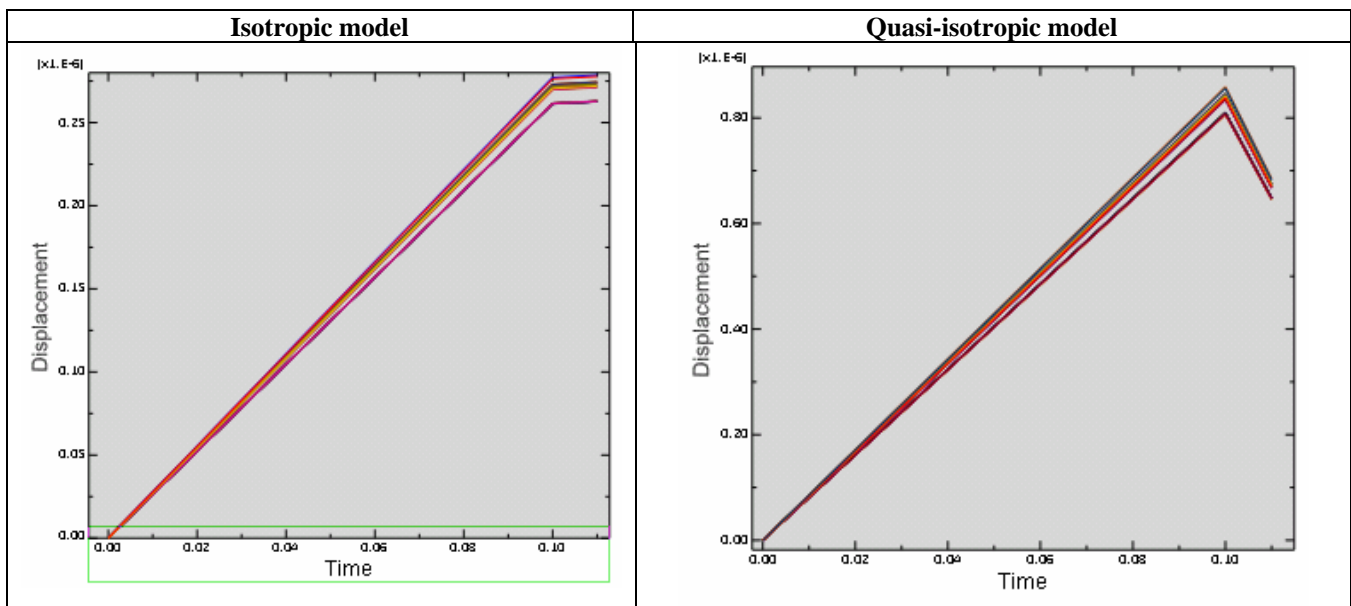 Isotropic model
Quasi-isotropic model
[x1.E-6]
0.25
0.20
0.15
0.10
0.05
0.00
Displacement
0.00 0.02 0.04 0.06 0.08 0.10
Time
[x1.E-6]
0.80
0.60
0.40
0.20
0.00
Displacement
0.00 0.02 0.04 0.06 0.08 0.10
Time